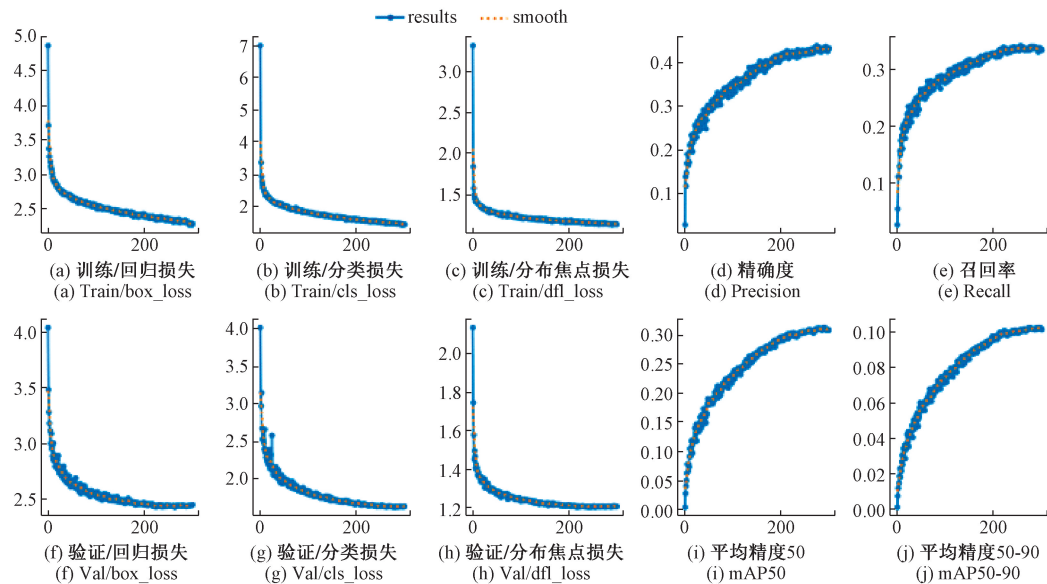 results smooth
5.0 4.5 4.0 3.5 3.0 2.5
0 200
(a) 训练/回归损失
(a) Train/box_loss
7 6 5 4 3 2
0 200
(b) 训练/分类损失
(b) Train/cls_loss
3.0 2.5 2.0 1.5
0 200
(c) 训练/分布焦点损失
(c) Train/dfl_loss
0.4 0.3 0.2 0.1
0 200
(d) 精确度
(d) Precision
0.3 0.2 0.1
0 200
(e) 召回率
(e) Recall
4.0 3.5 3.0 2.5
0 200
(f) 验证/回归损失
(f) Val/box_loss
4.0 3.5 3.0 2.5 2.0
0 200
(g) 验证/分类损失
(g) Val/cls_loss
2.0 1.8 1.6 1.4 1.2
0 200
(h) 验证/分布焦点损失
(h) Val/dfl_loss
0.30 0.25 0.20 0.15 0.10 0.05 0.00
0 200
(i) 平均精度50
(i) mAP50
0.10 0.08 0.06 0.04 0.02 0.00
0 200
(j) 平均精度50-90
(j) mAP50-90